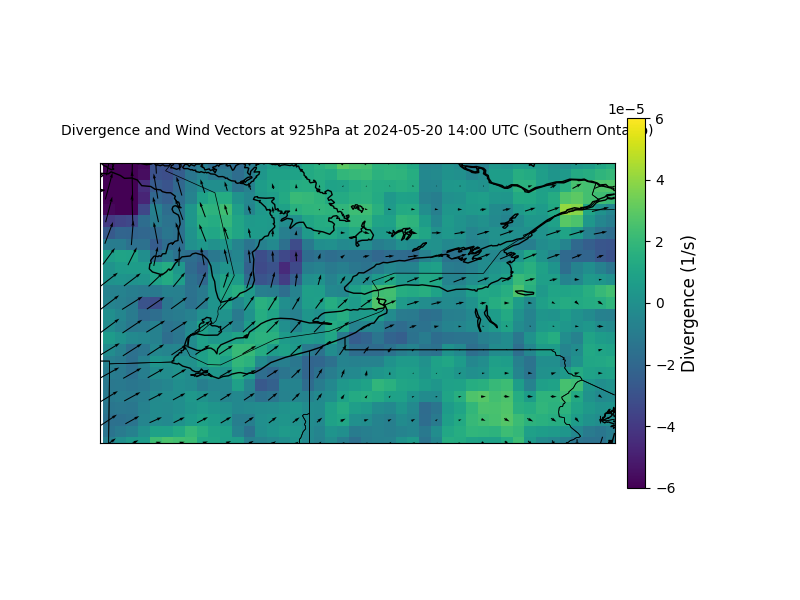 1e−5
Divergence and Wind Vectors at 925hPa at 2024-05-20 14:00 UTC (Southern Ontario)
6
4
2
0
−2
−4
−6
Divergence (1/s)